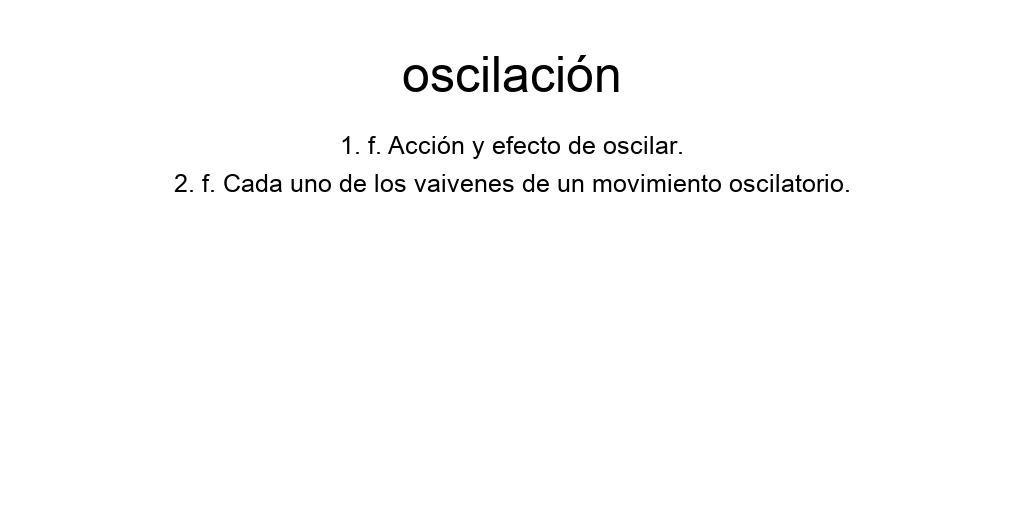 oscilación
1. f. Acción y efecto de oscilar.
2. f. Cada uno de los vaivenes de un movimiento oscilatorio.